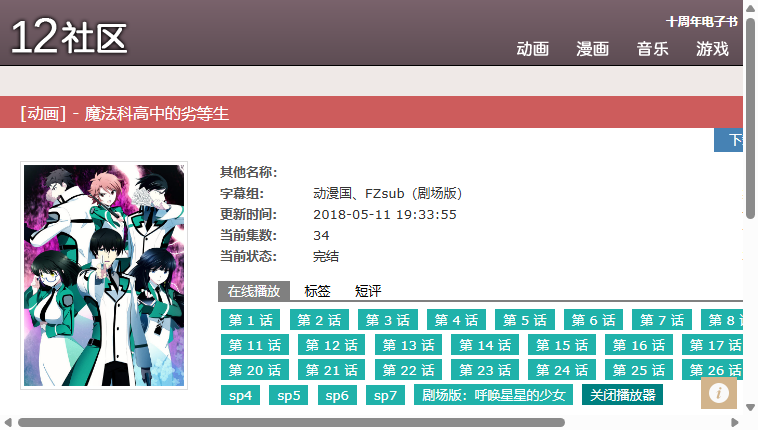 12社区
十周年电子书
动画 漫画 音乐 游戏
[动画] - 魔法科高中的劣等生
其他名称:
字幕组: 动漫国、FZsub（剧场版）
更新时间: 2018-05-11 19:33:55
当前集数: 34
当前状态: 完结
在线播放 标签 短评
第 1 话 第 2 话 第 3 话 第 4 话 第 5 话 第 6 话 第 7 话 第 8
第 11 话 第 12 话 第 13 话 第 14 话 第 15 话 第 16 话 第 17 话
第 20 话 第 21 话 第 22 话 第 23 话 第 24 话 第 25 话 第 26
sp4 sp5 sp6 sp7 剧场版：呼唤星星的少女 关闭播放器